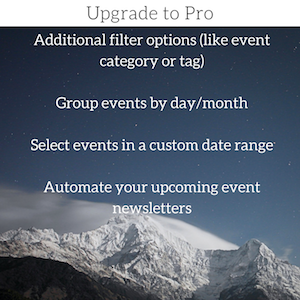 Upgrade to Pro
Additional filter options (like event
category or tag)
Group events by day/month
Select events in a custom date range
Automate your upcoming event
newsletters